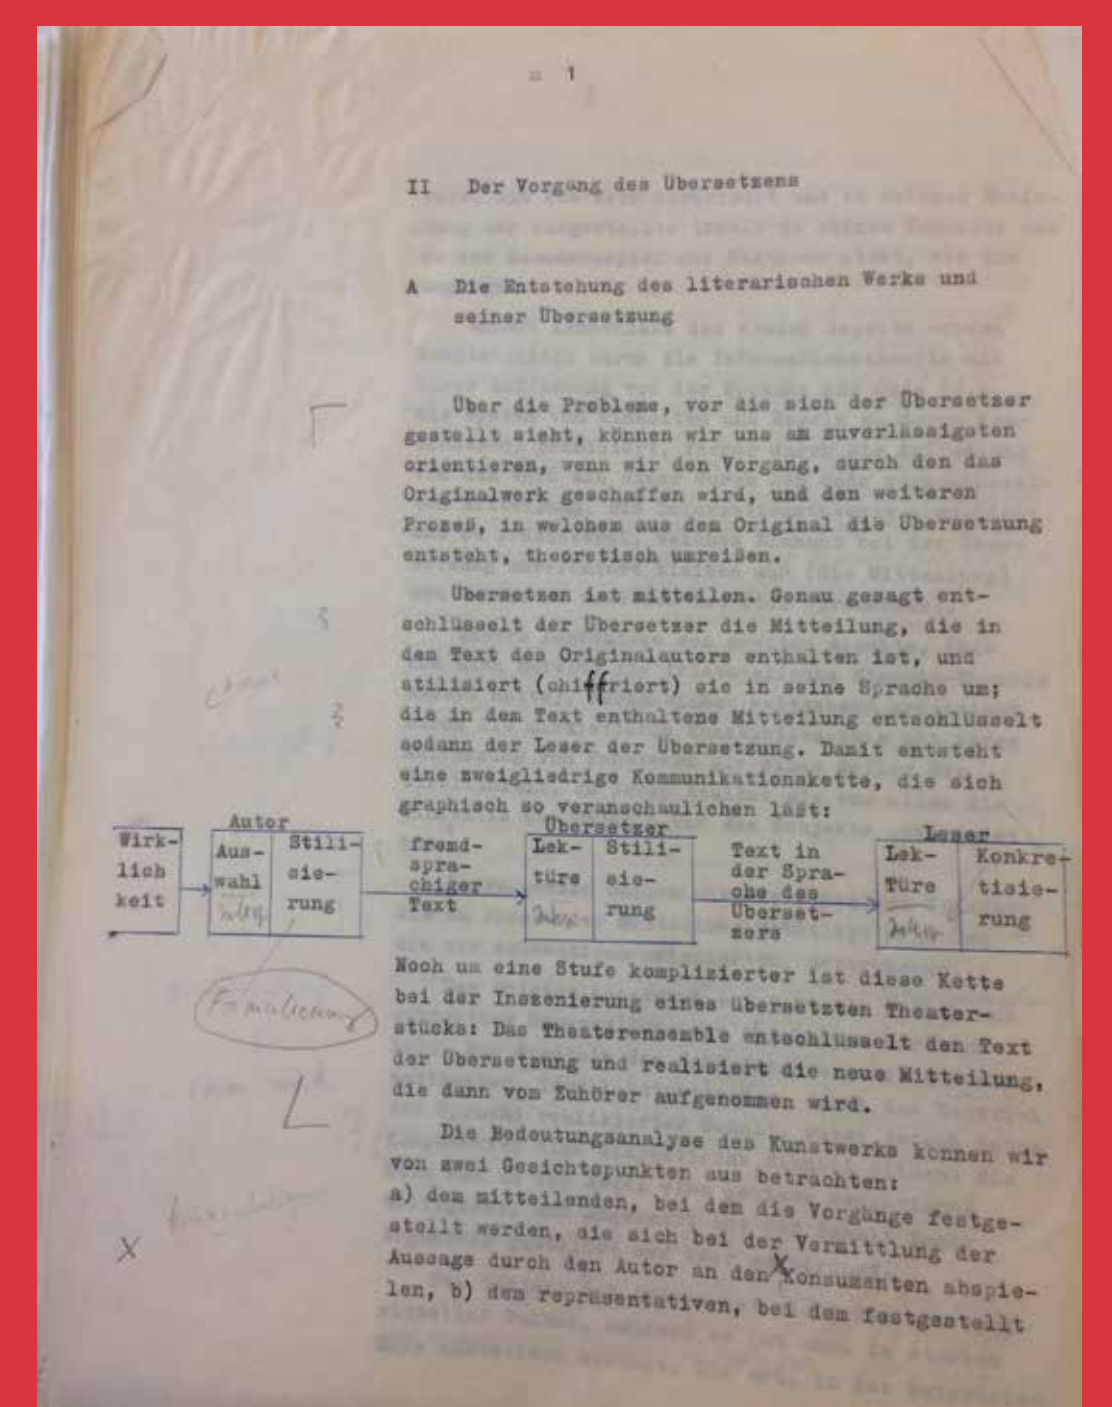 1
II Der Vorgang des Übersetzens
A Die Entstehung des literarischen Werks und
seiner Übersetzung
Über die Probleme, vor die sich der Übersetzer
gestellt sieht, können wir uns am zuverlässigsten
orientieren, wenn wir den Vorgang, durch den das
Originalwerk geschaffen wird, und den weiteren
Prozeß, in welchem aus dem Original die Übersetzung
entsteht, theoretisch umreißen.
Übersetzen ist mitteilen. Genau gesagt ent-
schlüsselt der Übersetzer die Mitteilung, die in
dem Text des Originalautors enthalten ist, und
stilisiert (chiffriert) sie in seine Sprache um;
die in dem Text enthaltene Mitteilung entschlüsselt
sodann der Leser der Übersetzung. Damit entsteht
eine zweigliedrige Kommunikationskette, die sich
graphisch so veranschaulichen läßt:
Wirk-
lich
keit
Autor
Aus-
wahl
Stili-
sie-
rung
fremd-
spra-
chiger
Text
Übersetzer
Lek-
türe
Stili-
sie-
rung
Text in
der Spra-
che des
Überset-
zers
Leser
Lek-
Türe
Konkre-
tisie-
rung
Formulierung
Noch um eine Stufe komplizierter ist diese Kette
bei der Inszenierung eines übersetzten Theater-
stücks: Das Theaterensemble entschlüsselt den Text
der Übersetzung und realisiert die neue Mitteilung,
die dann vom Zuhörer aufgenommen wird.
Die Bedeutungsanalyse des Kunstwerks können wir
von zwei Gesichtspunkten aus betrachten:
a) dem mitteilenden, bei dem die Vorgänge festge-
stellt werden, die sich bei der Vermittlung der
X
Aussage durch den Autor an den Konsumenten abspie-
len, b) dem repräsentativen, bei dem festgestellt